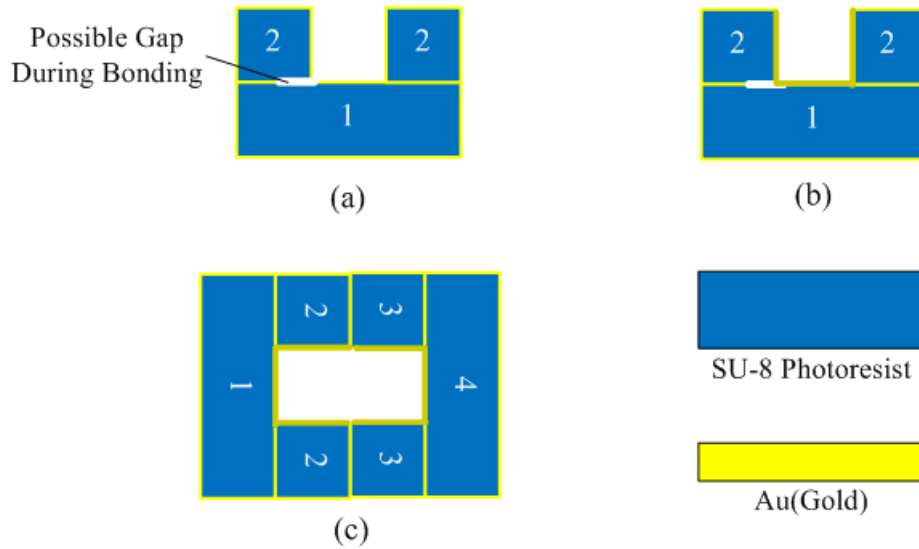 Possible Gap
During Bonding
2
2
1
(a)
2
2
1
(b)
1
2
3
4
2
3
(c)
SU-8 Photoresist
Au(Gold)